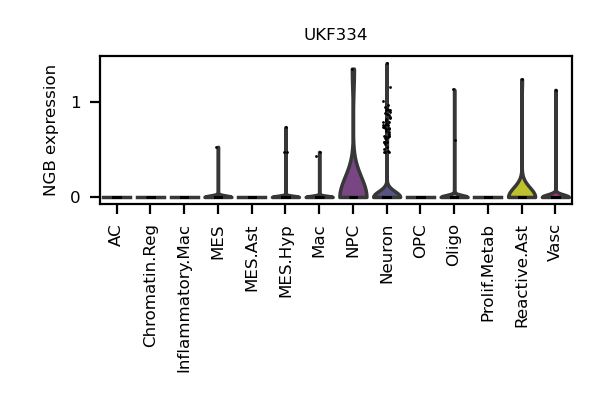 UKF334
NGB expression
1
0
AC
Chromatin.Reg
Inflammatory.Mac
MES
MES.Ast
MES.Hyp
Mac
NPC
Neuron
OPC
Oligo
Prolif.Metab
Reactive.Ast
Vasc